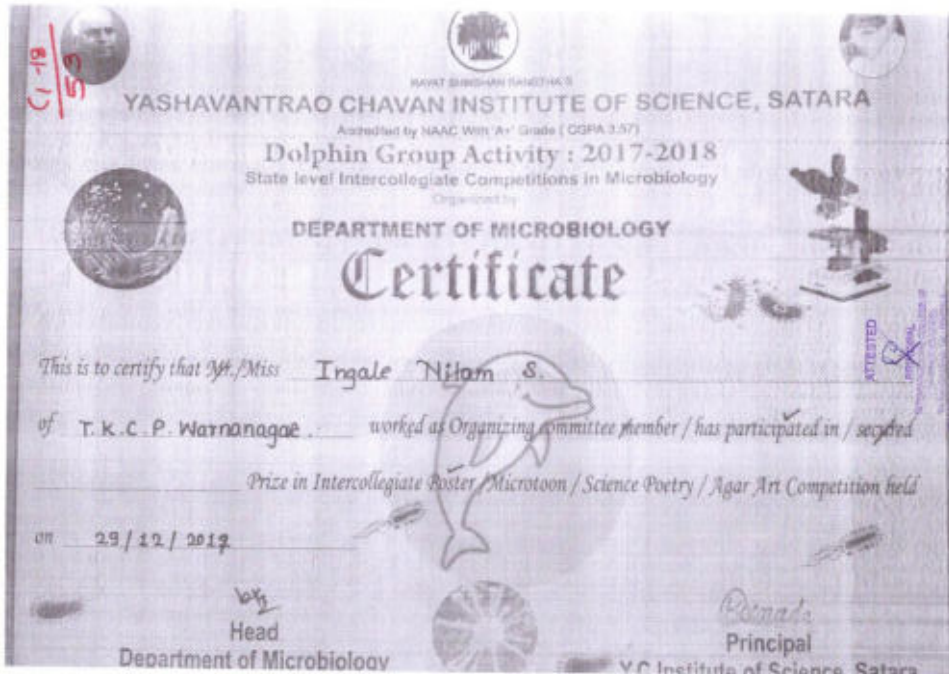 C1-18
53
RAYAT SHIKSHAN SANSTHA'S
YASHAVANTRAO CHAVAN INSTITUTE OF SCIENCE, SATARA
Accredited by NAAC With 'A+' Grade ( CGPA 3.57)
Dolphin Group Activity : 2017-2018
State level Intercollegiate Competitions in Microbiology
Organized by
DEPARTMENT OF MICROBIOLOGY
Certificate
ATTESTED
PRINCIPAL
This is to certify that Mr./Miss Ingale Nilam S.
of T.K.C.P. Warnanagar. worked as Organizing committee member / has participated in / secured
Prize in Intercollegiate Poster / Microtoon / Science Poetry / Agar Art Competition held
on 29/12/2017
Head
Department of Microbiology
Principal
Y.C.Institute of Science, Satara